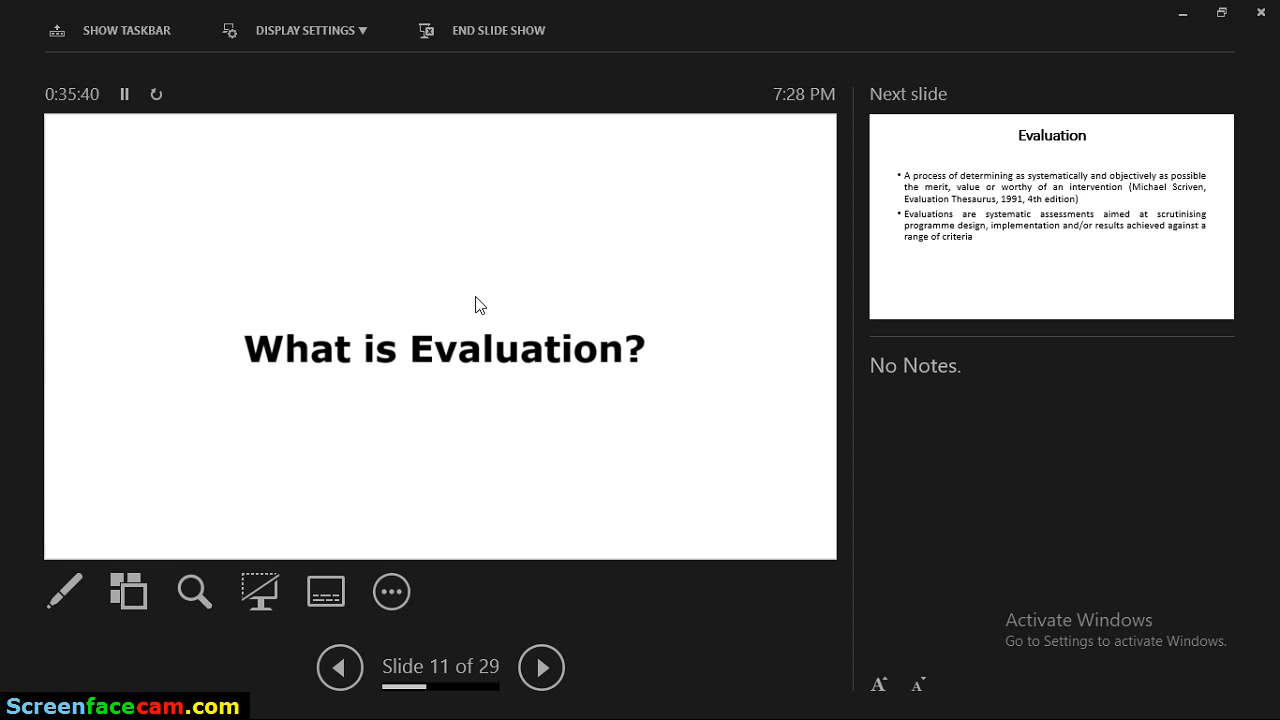 SHOW TASKBAR
DISPLAY SETTINGS ▼
END SLIDE SHOW
0:35:40
7:28 PM
What is Evaluation?
Next slide
Evaluation
• A process of determining as systematically and objectively as possible
the merit, value or worthy of an intervention (Michael Scriven,
Evaluation Thesaurus, 1991, 4th edition)
• Evaluations are systematic assessments aimed at scrutinising
programme design, implementation and/or results achieved against a
range of criteria
No Notes.
Activate Windows
Go to Settings to activate Windows.
Slide 11 of 29
A A
Screenfacecam.com